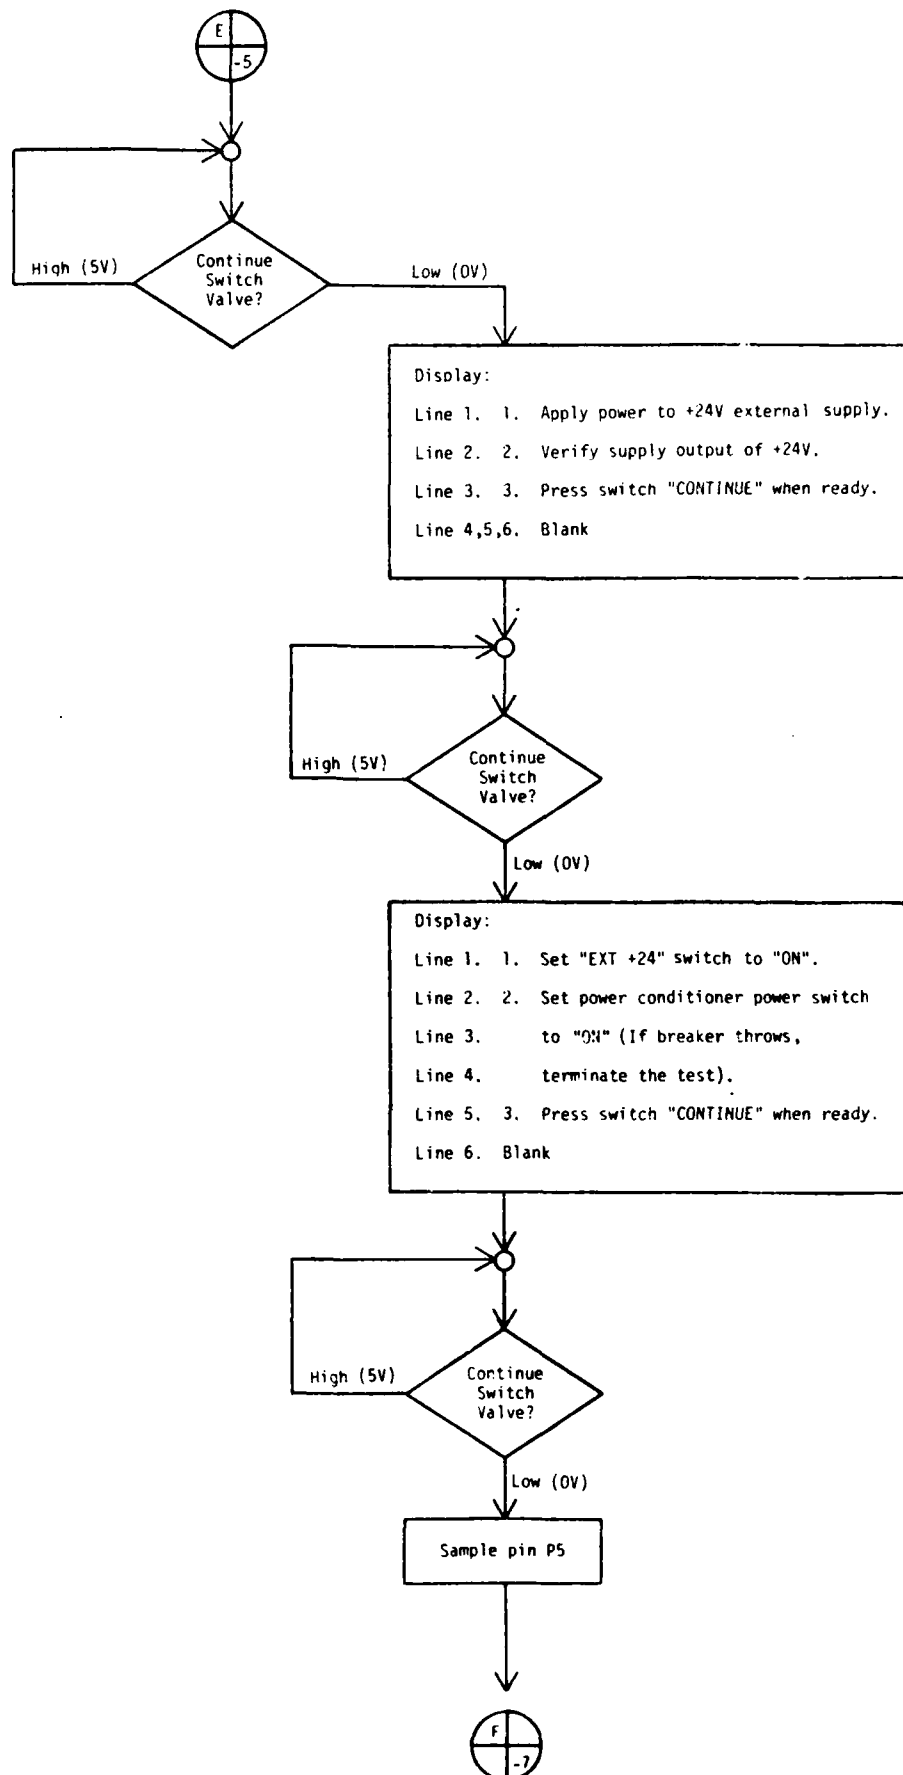 E
-5
Continue
Switch
Valve?
High (5V)
Low (0V)
Display:
Line 1. 1. Apply power to +24V external supply.
Line 2. 2. Verify supply output of +24V.
Line 3. 3. Press switch "CONTINUE" when ready.
Line 4,5,6. Blank
Continue
Switch
Valve?
High (5V)
Low (0V)
Display:
Line 1. 1. Set "EXT +24" switch to "ON".
Line 2. 2. Set power conditioner power switch
Line 3. to "ON" (If breaker throws,
Line 4. terminate the test).
Line 5. 3. Press switch "CONTINUE" when ready.
Line 6. Blank
Continue
Switch
Valve?
High (5V)
Low (0V)
Sample pin P5
F
-7